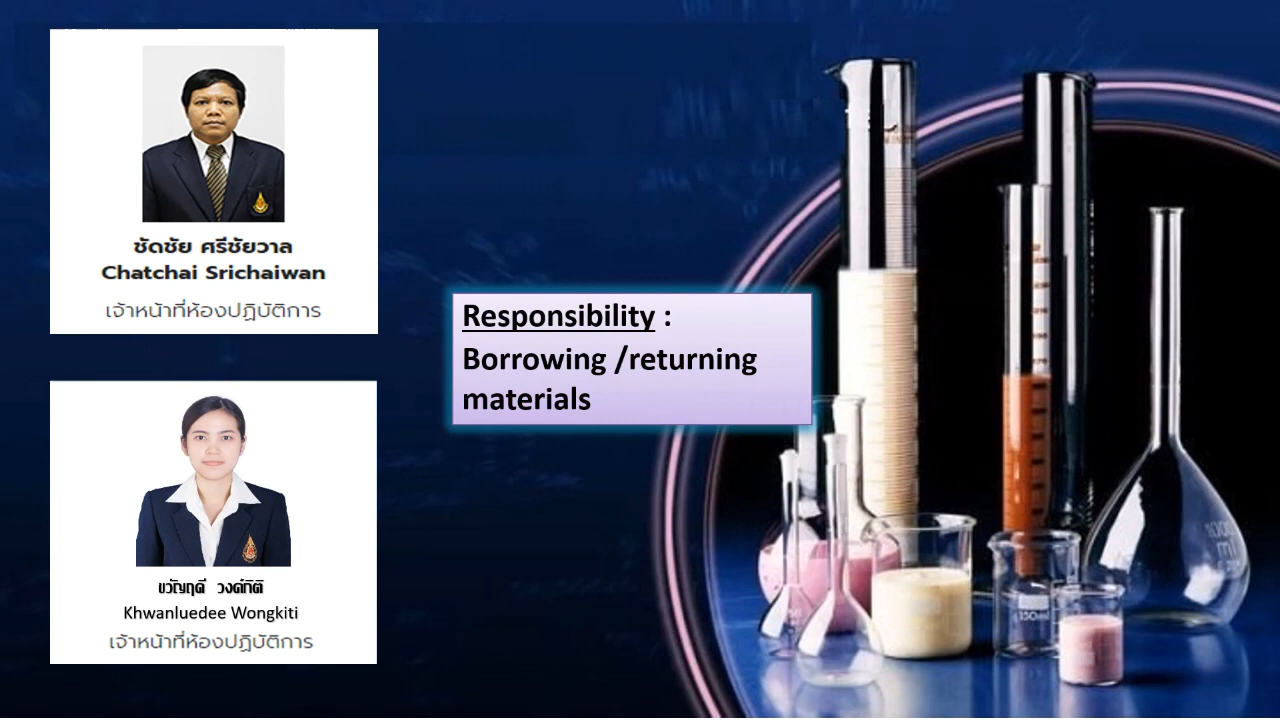 ชัดชัย ศรีชัยวาล
Chatchai Srichaiwan
เจ้าหน้าที่ห้องปฏิบัติการ
Responsibility :
Borrowing /returning
materials
ขวัญฤดี วงค์กิติ
Khwanluedee Wongkiti
เจ้าหน้าที่ห้องปฏิบัติการ
150ml
1000
ml